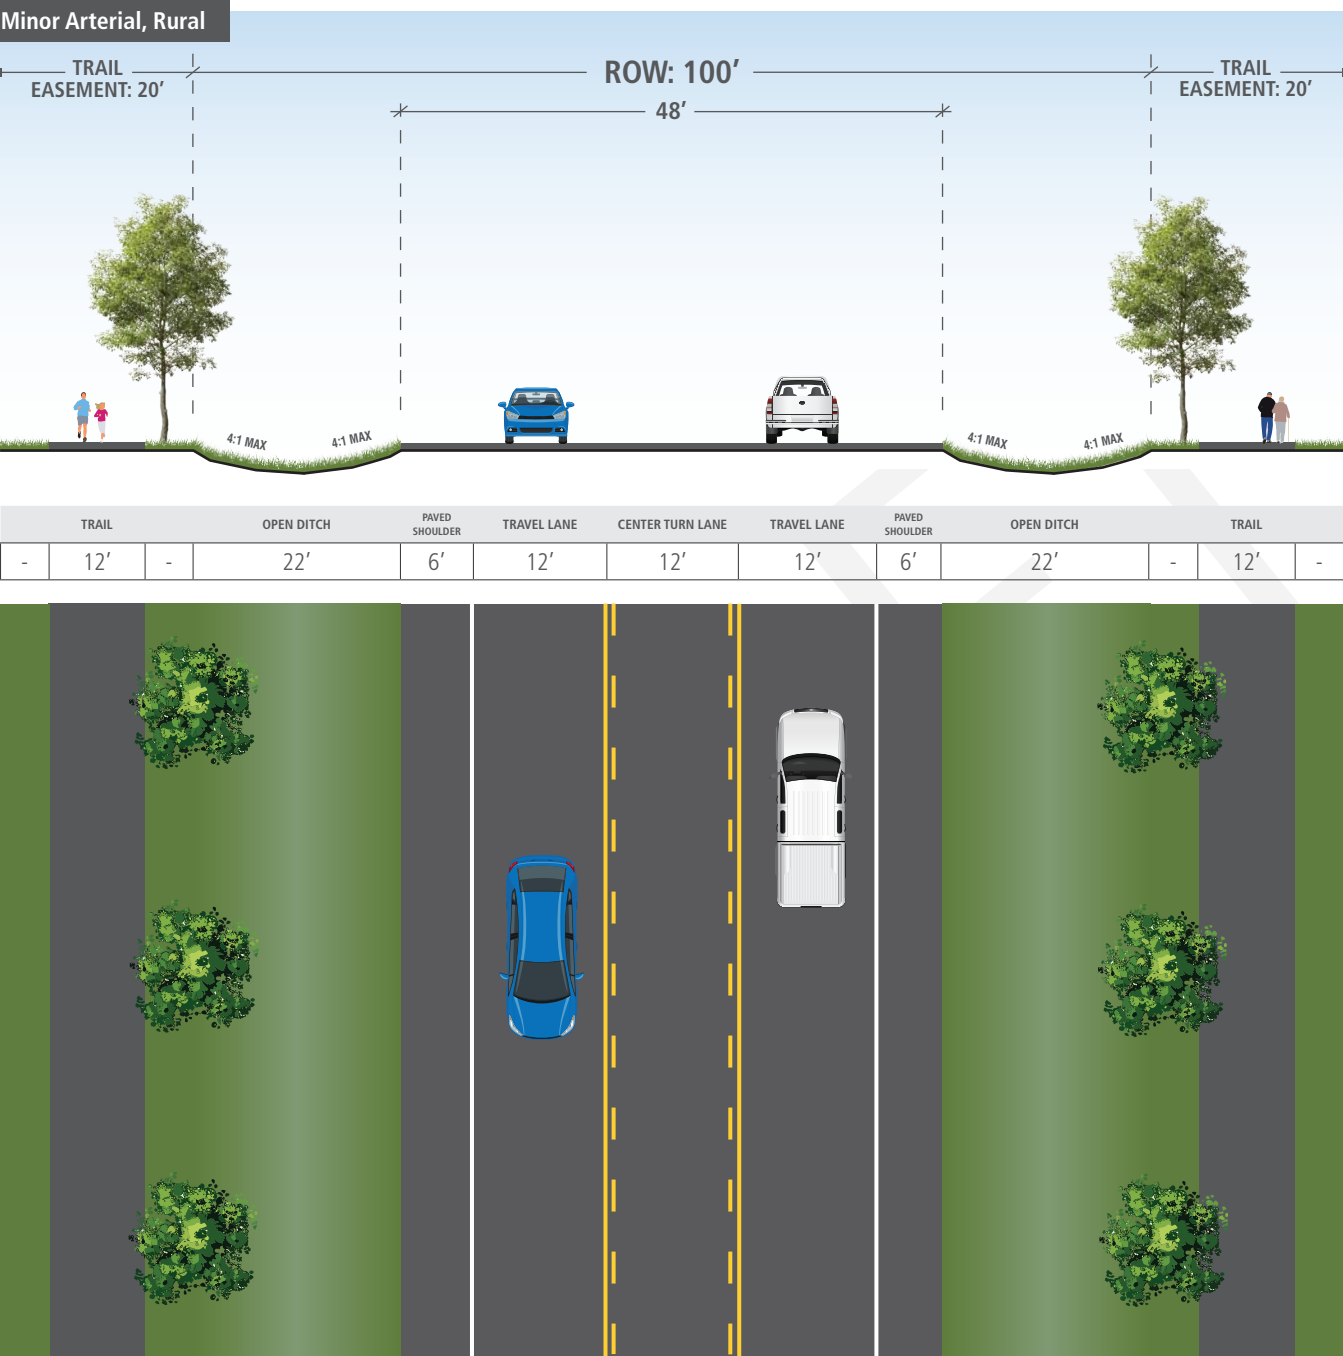 Minor Arterial, Rural
TRAIL
EASEMENT: 20’
ROW: 100’
TRAIL
EASEMENT: 20’
48’
4:1 MAX
4:1 MAX
4:1 MAX
4:1 MAX
TRAIL
OPEN DITCH
PAVED
SHOULDER
TRAVEL LANE
CENTER TURN LANE
TRAVEL LANE
PAVED
SHOULDER
OPEN DITCH
TRAIL
- 12’ - 22’ 6’ 12’ 12’ 12’ 6’ 22’ - 12’ -